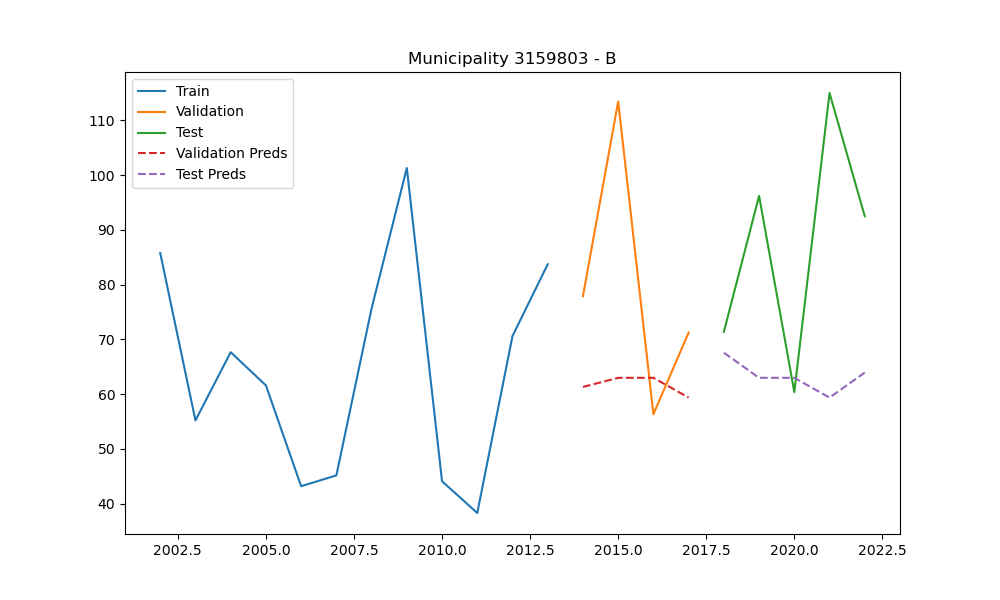 Municipality 3159803 - B
Train
Validation
Test
Validation Preds
Test Preds
110
100
90
80
70
60
50
40
2002.5 2005.0 2007.5 2010.0 2012.5 2015.0 2017.5 2020.0 2022.5